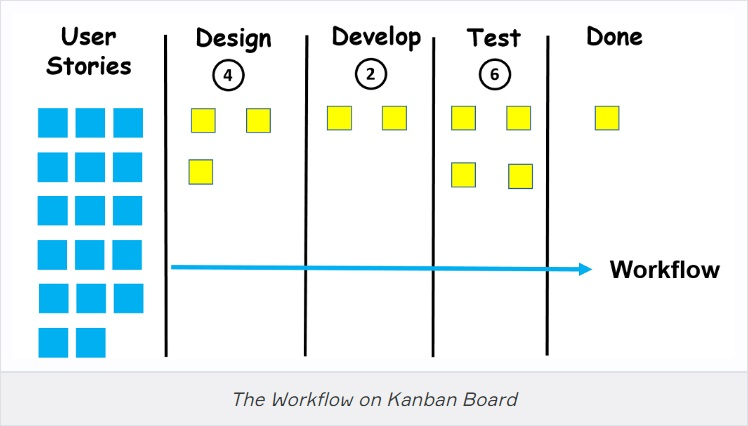 User
Stories
Design
4
Develop
2
Test
6
Done
Workflow
The Workflow on Kanban Board